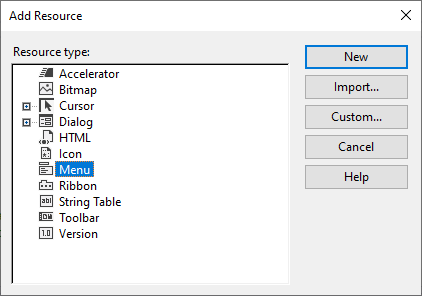 Add Resource
Resource type:
Accelerator
Bitmap
Cursor
Dialog
HTML
Icon
Menu
Ribbon
String Table
Toolbar
Version
New
Import...
Custom...
Cancel
Help